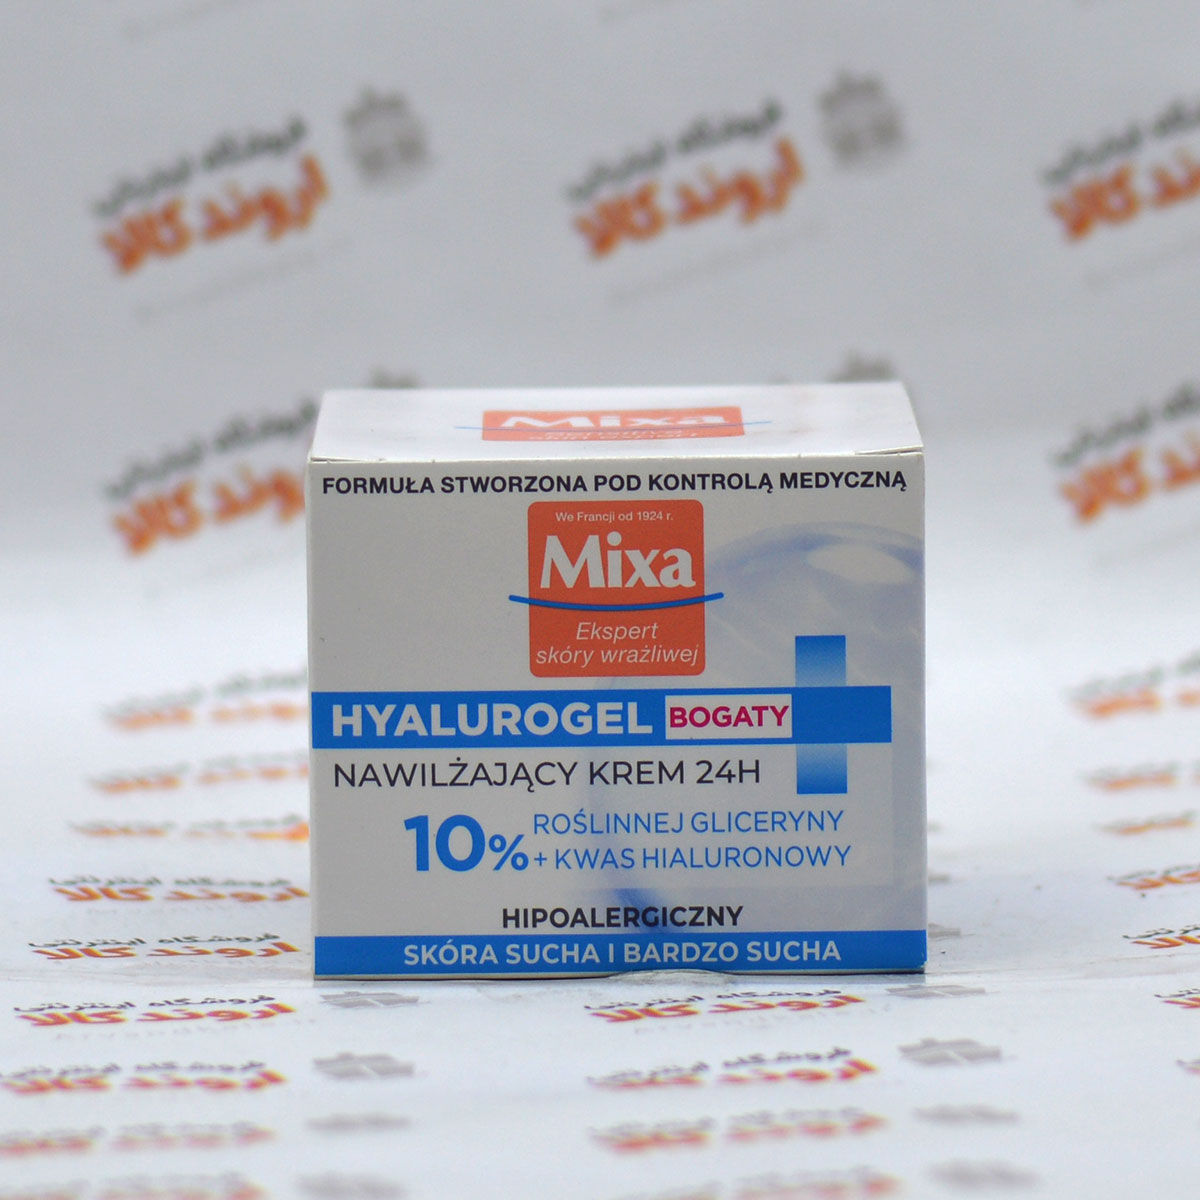 فروشگاه اینترنتی
اروند کالا
Mixa
FORMUŁA STWORZONA POD KONTROLĄ MEDYCZNĄ
We Francji od 1924 r.
Mixa
Ekspert
skóry wrażliwej
HYALUROGEL BOGATY
NAWILŻAJĄCY KREM 24H
10% ROŚLINNEJ GLICERYNY
+ KWAS HIALURONOWY
HIPOALERGICZNY
SKÓRA SUCHA I BARDZO SUCHA